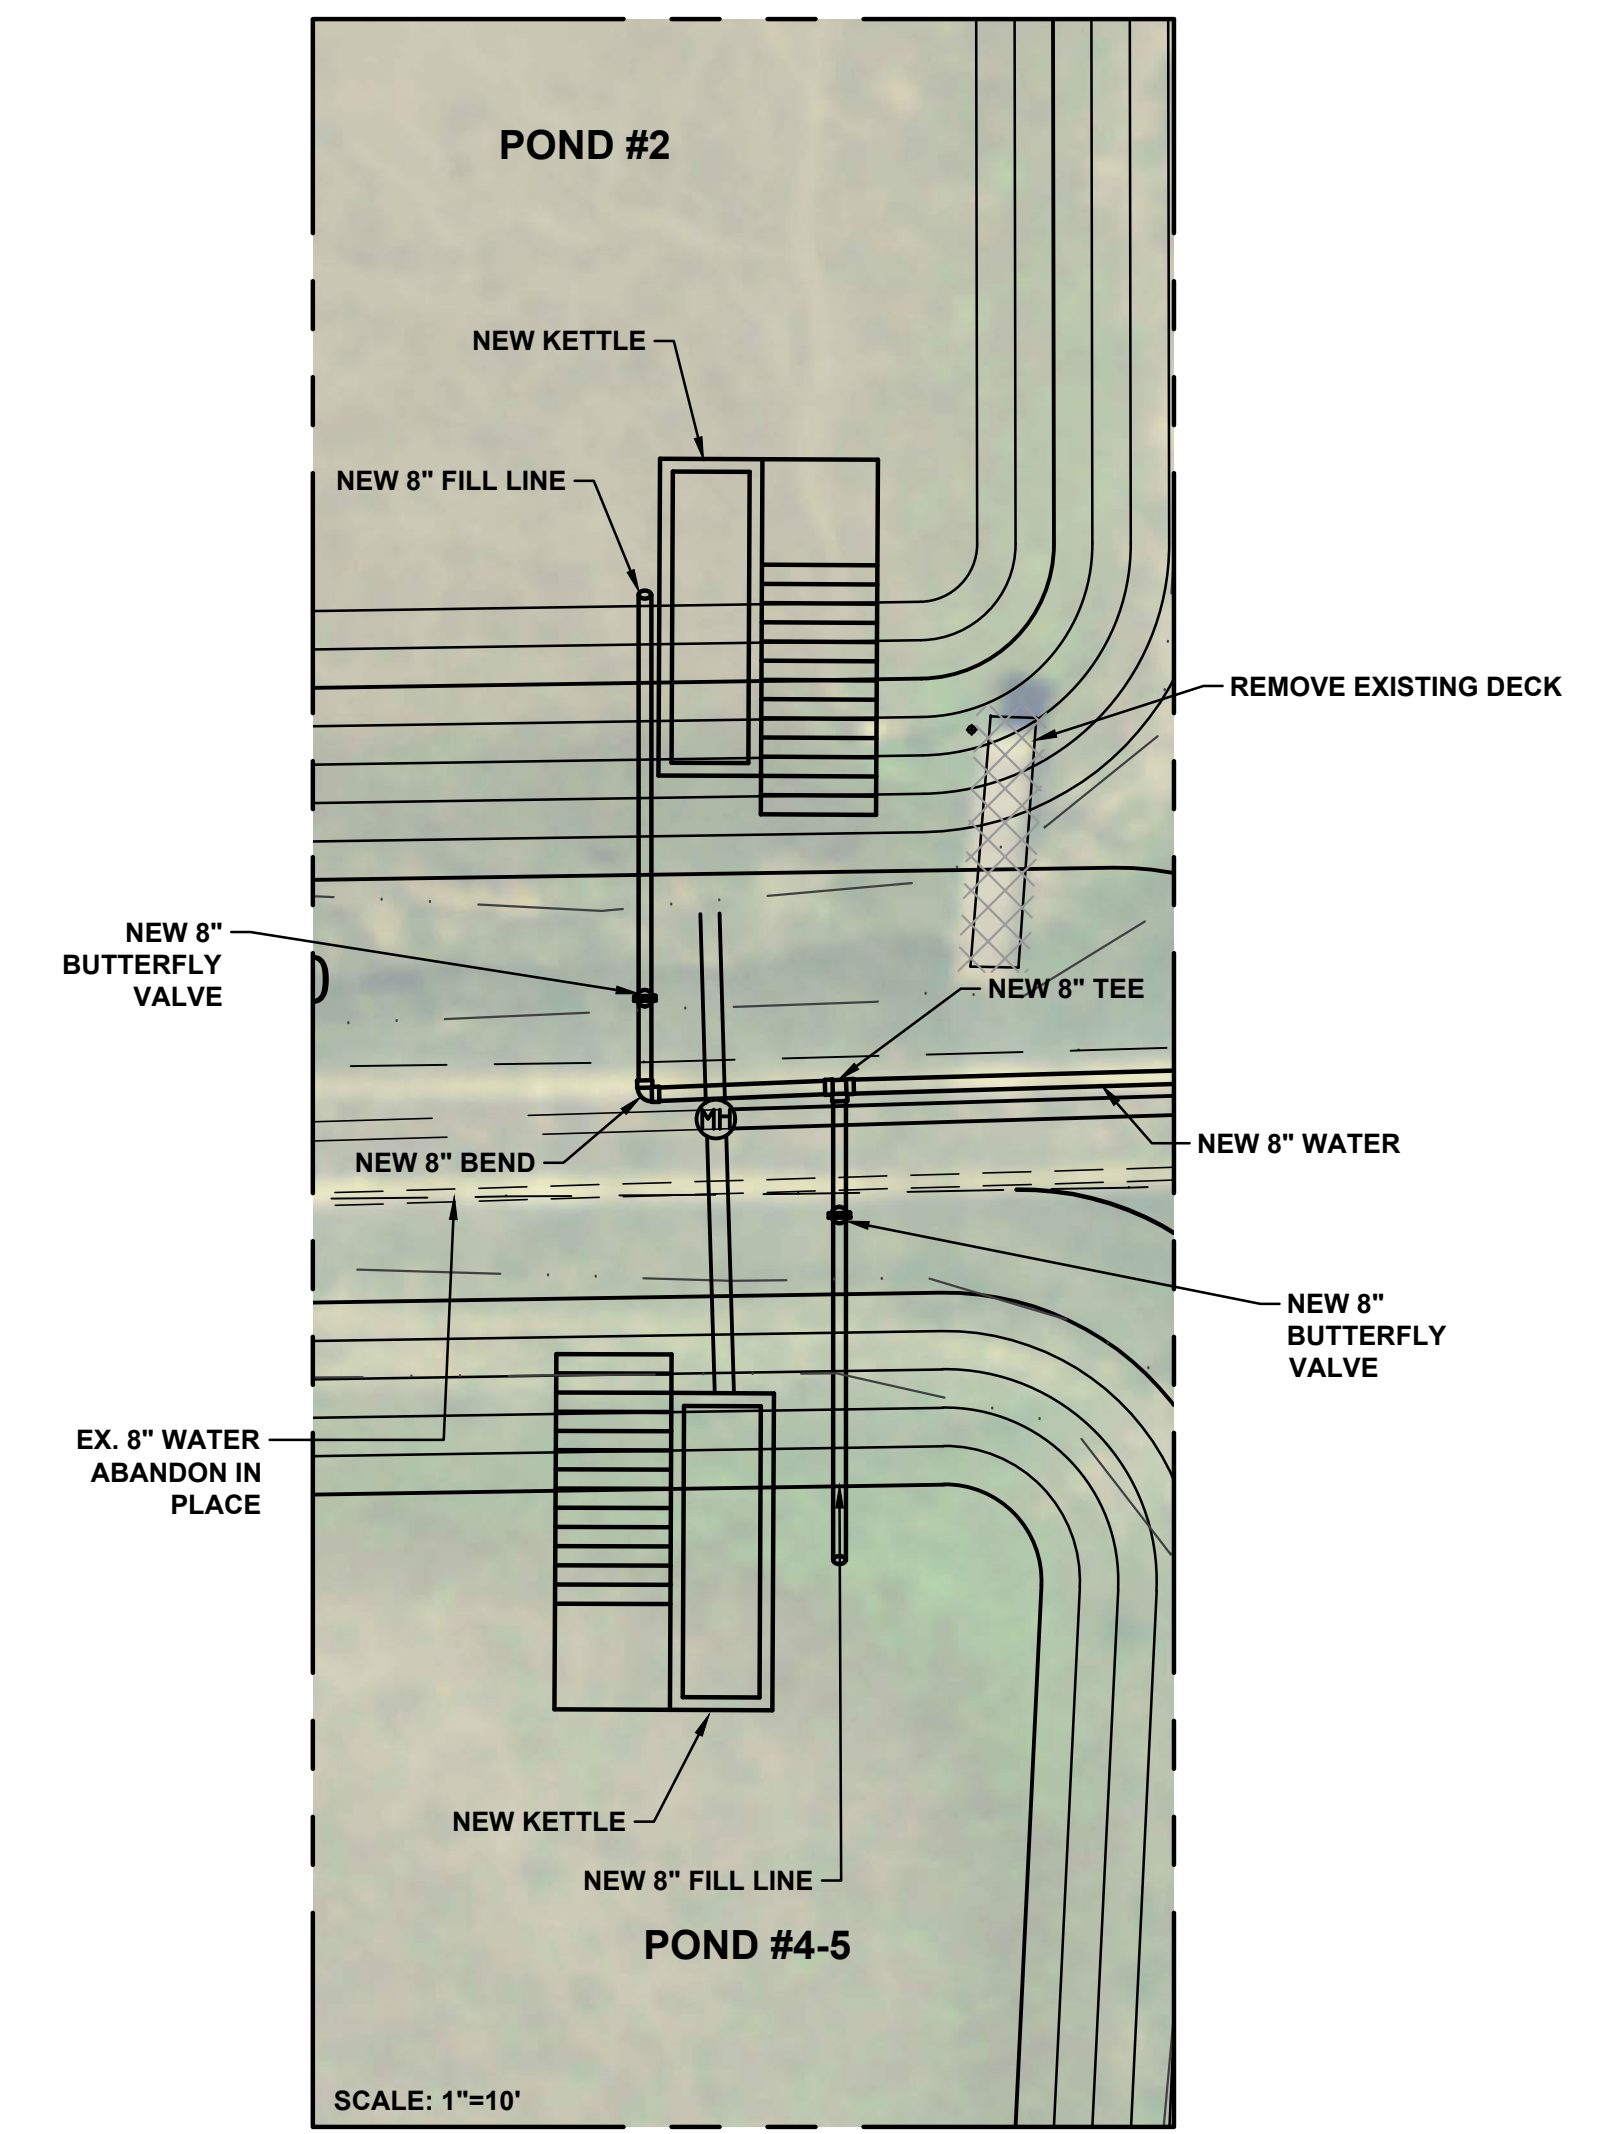 POND #2
NEW KETTLE
NEW 8" FILL LINE
REMOVE EXISTING DECK
NEW 8"
BUTTERFLY
VALVE
NEW 8" TEE
MH
NEW 8" WATER
NEW 8" BEND
NEW 8"
BUTTERFLY
VALVE
EX. 8" WATER
ABANDON IN
PLACE
NEW KETTLE
NEW 8" FILL LINE
POND #4-5
SCALE: 1"=10'